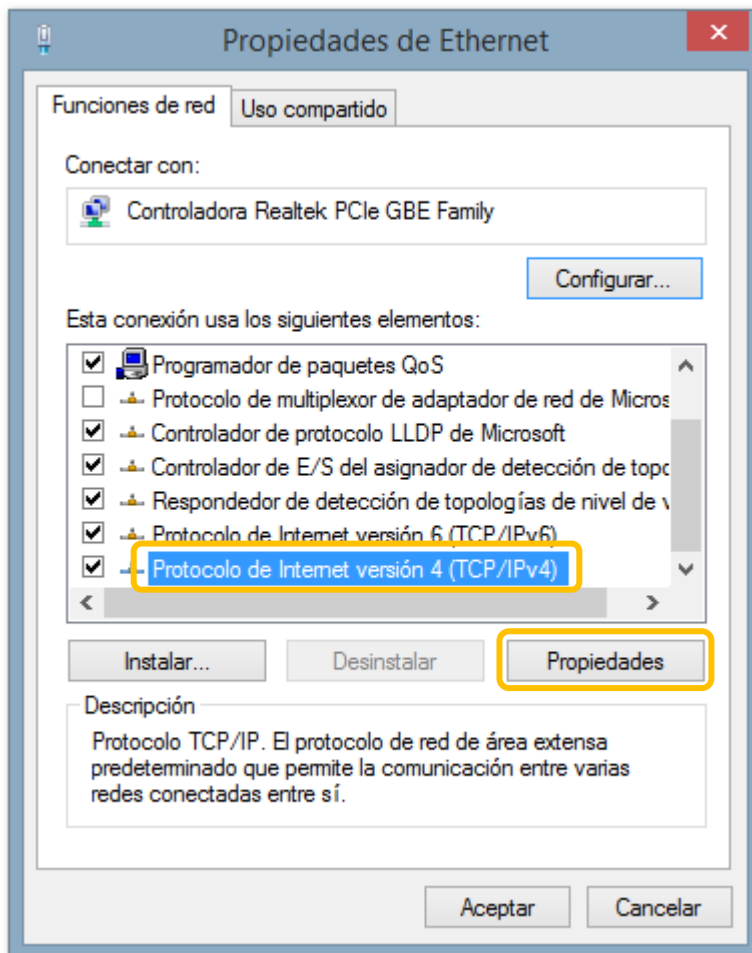 Propiedades de Ethernet
Funciones de red
Uso compartido
Conectar con:
Controladora Realtek PCIe GBE Family
Configurar...
Esta conexión usa los siguientes elementos:
Programador de paquetes QoS
Protocolo de multiplexor de adaptador de red de Micros
Controlador de protocolo LLDP de Microsoft
Controlador de E/S del asignador de detección de topo
Respondedor de detección de topologías de nivel de v
Protocolo de Internet versión 6 (TCP/IPv6)
Protocolo de Internet versión 4 (TCP/IPv4)
Instalar...
Desinstalar
Propiedades
Descripción
Protocolo TCP/IP. El protocolo de red de área extensa
predeterminado que permite la comunicación entre varias
redes conectadas entre sí.
Aceptar
Cancelar